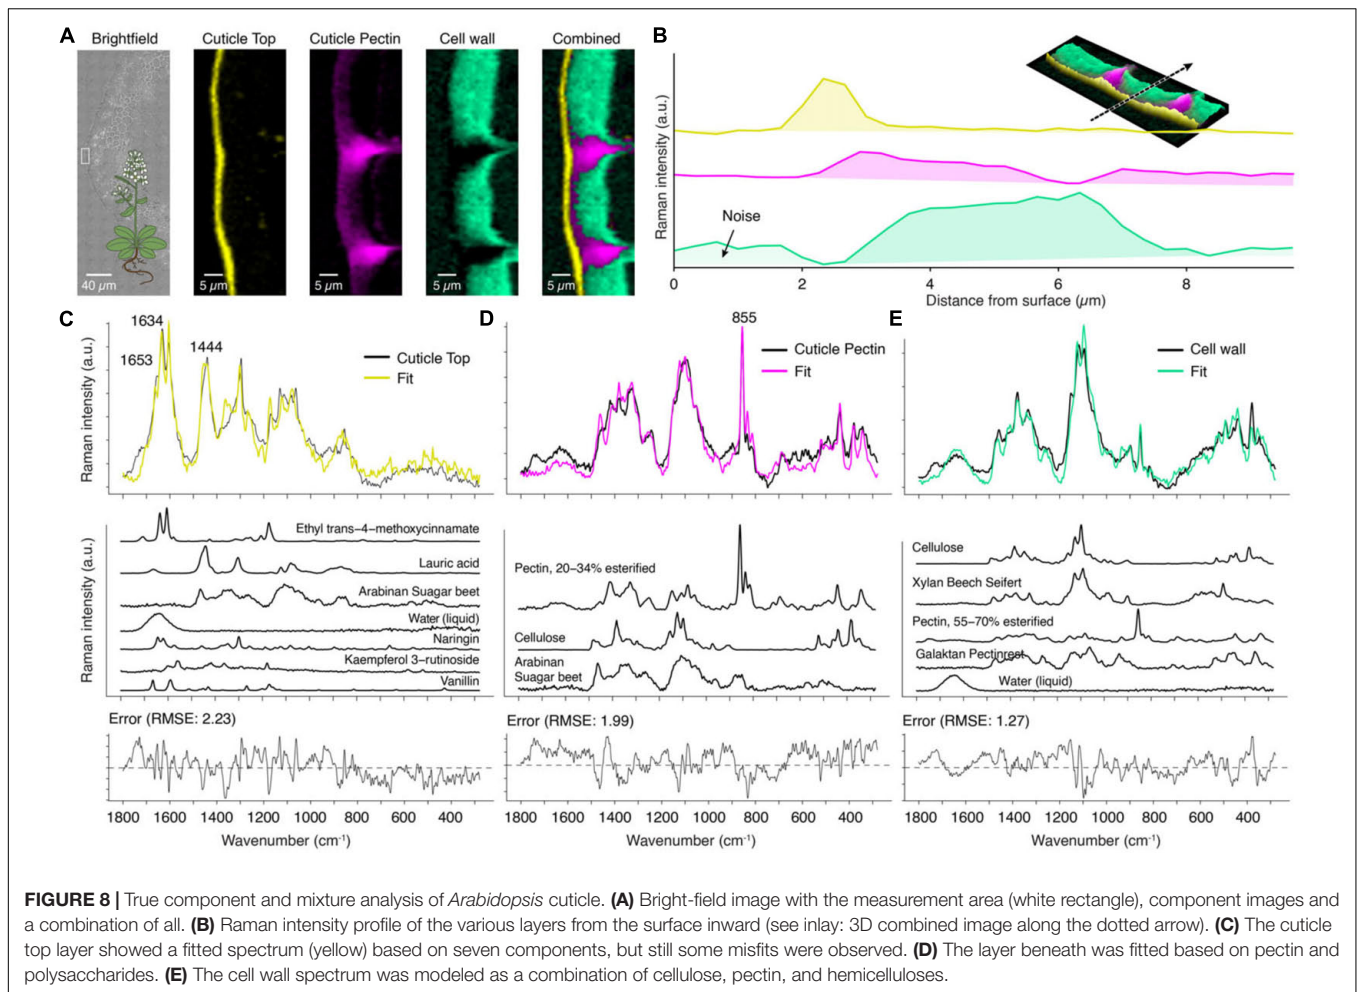 A
Brightfield
Cuticle Top
Cuticle Pectin
Cell wall
Combined
40 µm
5 µm
5 µm
5 µm
5 µm
B
Raman intensity (a.u.)
Noise
0
2
4
6
8
Distance from surface (µm)
C
1634
1653
1444
Cuticle Top
Fit
Raman intensity (a.u.)
D
855
Cuticle Pectin
Fit
E
Cell wall
Fit
Raman intensity (a.u.)
Ethyl trans–4–methoxycinnamate
Lauric acid
Arabinan Suagar beet
Water (liquid)
Naringin
Kaempferol 3–rutinoside
Vanillin
Pectin, 20–34% esterified
Cellulose
Arabinan
Suagar beet
Cellulose
Xylan Beech Seifert
Pectin, 55–70% esterified
Galaktan Pectinrest
Water (liquid)
Error (RMSE: 2.23)
1800 1600 1400 1200 1000 800 600 400
Wavenumber (cm-1)
Error (RMSE: 1.99)
1800 1600 1400 1200 1000 800 600 400
Wavenumber (cm-1)
Error (RMSE: 1.27)
1800 1600 1400 1200 1000 800 600 400
Wavenumber (cm-1)
FIGURE 8 | True component and mixture analysis of Arabidopsis cuticle. (A) Bright-field image with the measurement area (white rectangle), component images and
a combination of all. (B) Raman intensity profile of the various layers from the surface inward (see inlay: 3D combined image along the dotted arrow). (C) The cuticle
top layer showed a fitted spectrum (yellow) based on seven components, but still some misfits were observed. (D) The layer beneath was fitted based on pectin and
polysaccharides. (E) The cell wall spectrum was modeled as a combination of cellulose, pectin, and hemicelluloses.